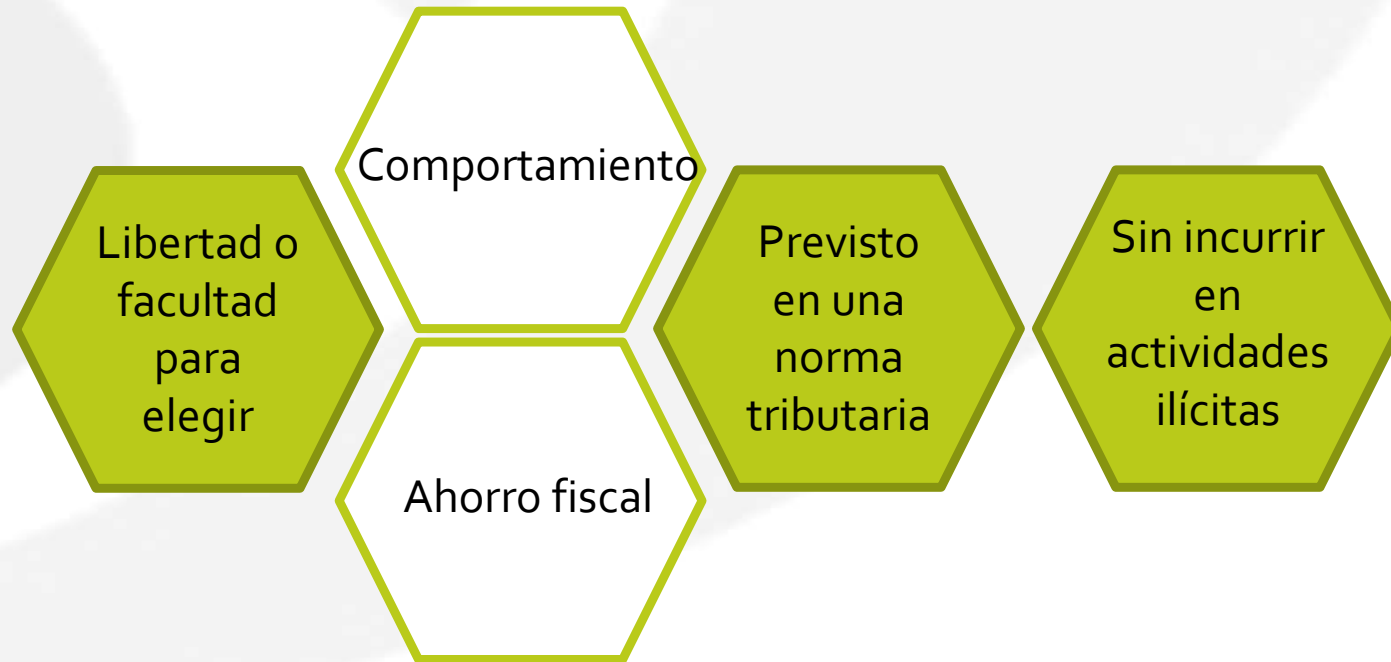 Libertad o
facultad
para
elegir
Comportamiento
Ahorro fiscal
Previsto
en una
norma
tributaria
Sin incurrir
en
actividades
ilícitas